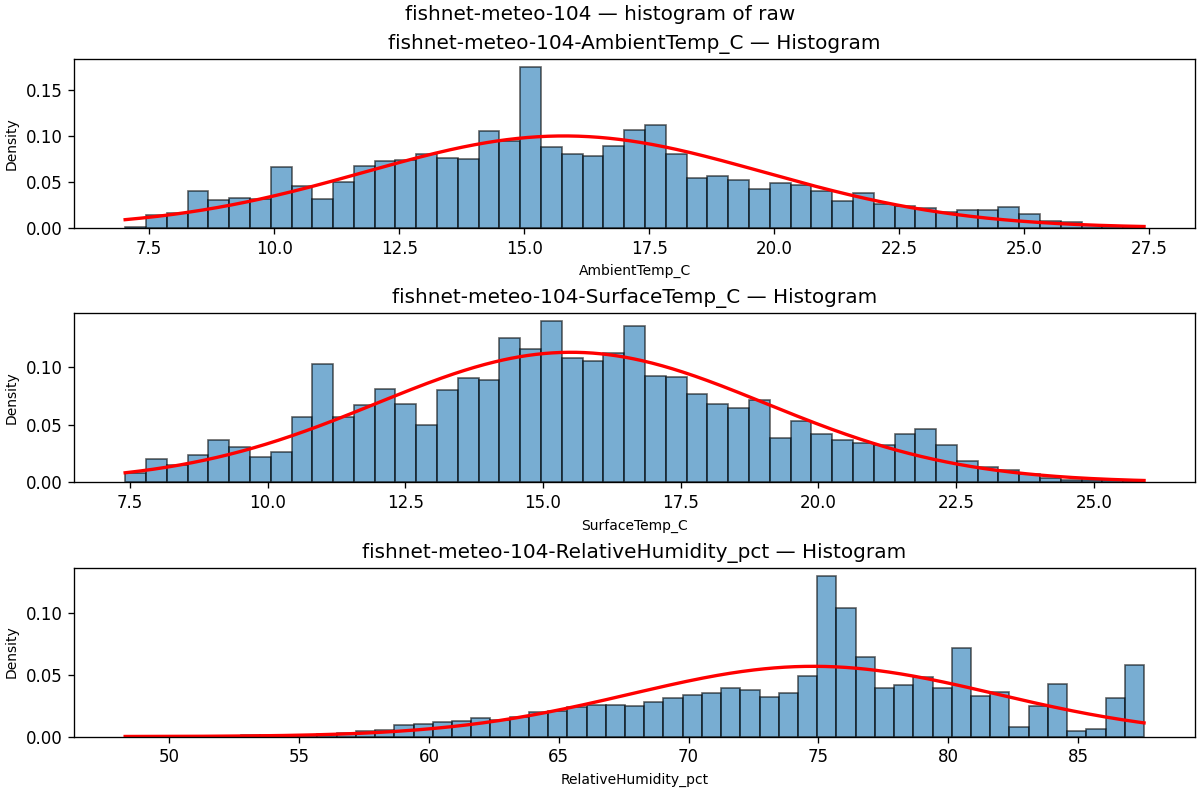 fishnet-meteo-104 — histogram of raw
fishnet-meteo-104-AmbientTemp_C — Histogram
Density
0.15
0.10
0.05
0.00
7.5 10.0 12.5 15.0 17.5 20.0 22.5 25.0 27.5
AmbientTemp_C
fishnet-meteo-104-SurfaceTemp_C — Histogram
Density
0.10
0.05
0.00
7.5 10.0 12.5 15.0 17.5 20.0 22.5 25.0
SurfaceTemp_C
fishnet-meteo-104-RelativeHumidity_pct — Histogram
Density
0.10
0.05
0.00
50 55 60 65 70 75 80 85
RelativeHumidity_pct